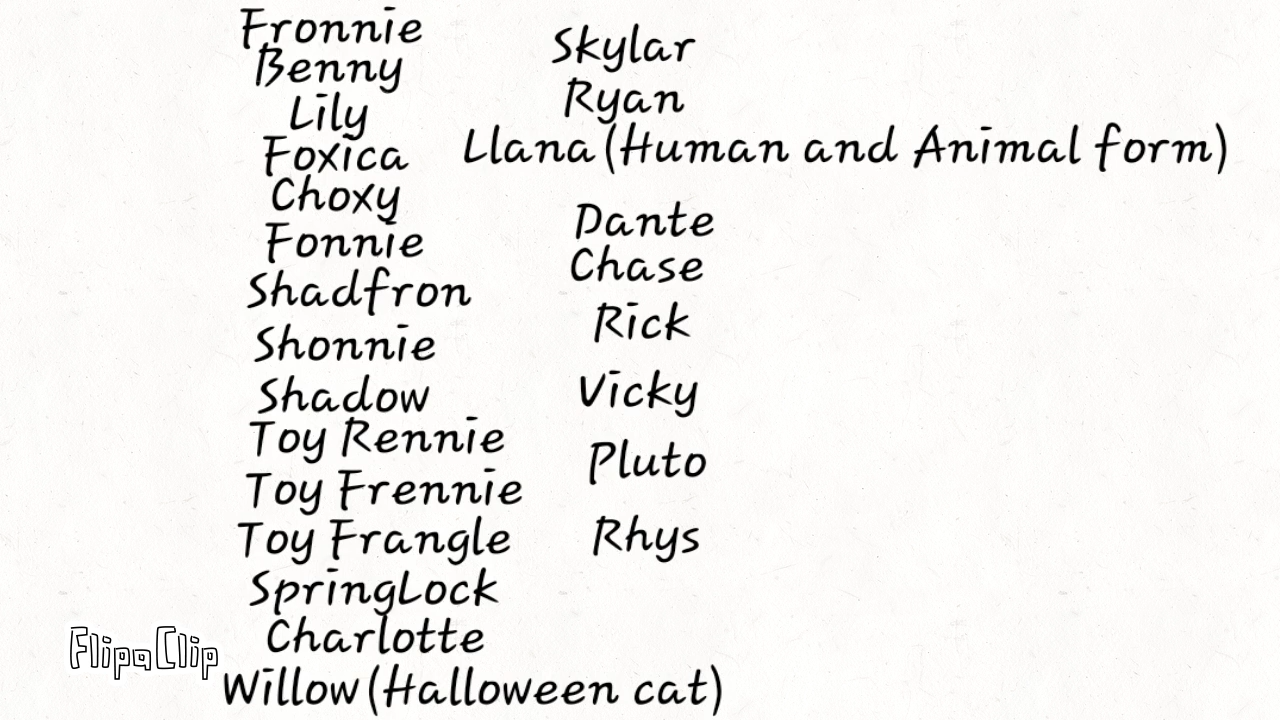 Fronnie
Benny
Lily
Foxica
Choxy
Fonnie
Shadfron
Shonnie
Shadow
Toy Rennie
Toy Frennie
Toy Frangle
SpringLock
Charlotte
Willow (Halloween cat)
Skylar
Ryan
Llana (Human and Animal form)
Dante
Chase
Rick
Vicky
Pluto
Rhys
FlipaClip